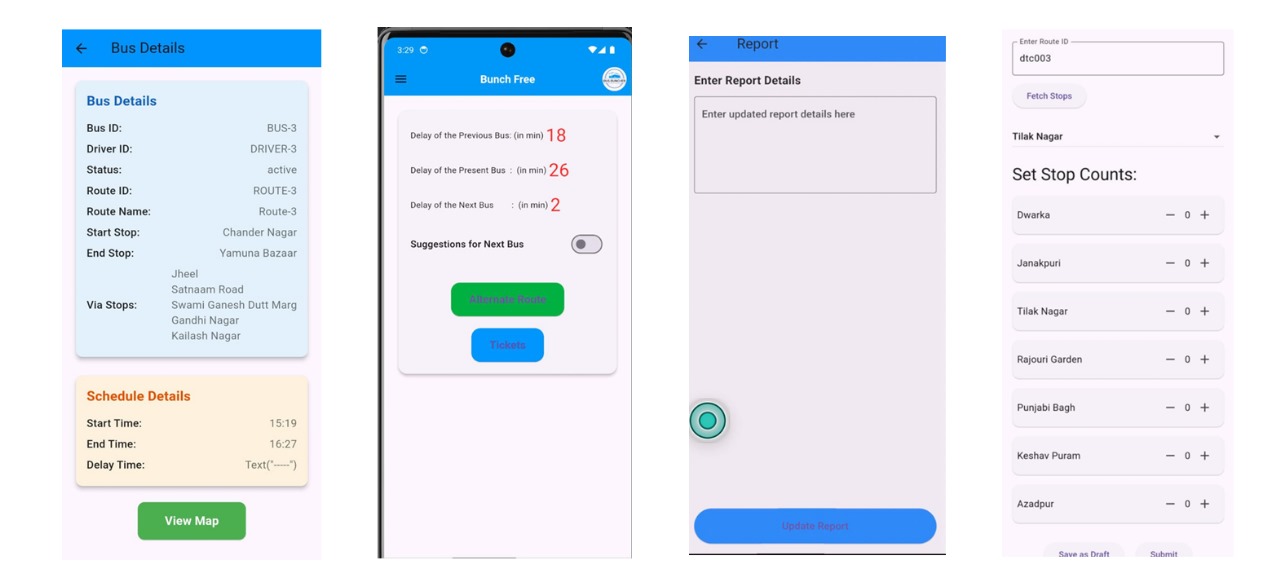 Bus Details
Bus Details
Bus ID: BUS-3
Driver ID: DRIVER-3
Status: active
Route ID: ROUTE-3
Route Name: Route-3
Start Stop: Chander Nagar
End Stop: Yamuna Bazaar
Via Stops:
Jheel
Satnaam Road
Swami Ganesh Dutt Marg
Gandhi Nagar
Kailash Nagar
Schedule Details
Start Time: 15:19
End Time: 16:27
Delay Time: Text("-----")
View Map
3:29
Bunch Free
Delay of the Previous Bus: (in min) 18
Delay of the Present Bus : (in min) 26
Delay of the Next Bus : (in min) 2
Suggestions for Next Bus
Alternate Route
Tickets
Report
Enter Report Details
Enter updated report details here
Update Report
Enter Route ID
dtc003
Fetch Stops
Tilak Nagar
Set Stop Counts:
Dwarka — 0 +
Janakpuri — 0 +
Tilak Nagar — 0 +
Rajouri Garden — 0 +
Punjabi Bagh — 0 +
Keshav Puram — 0 +
Azadpur — 0 +
Save as Draft Submit